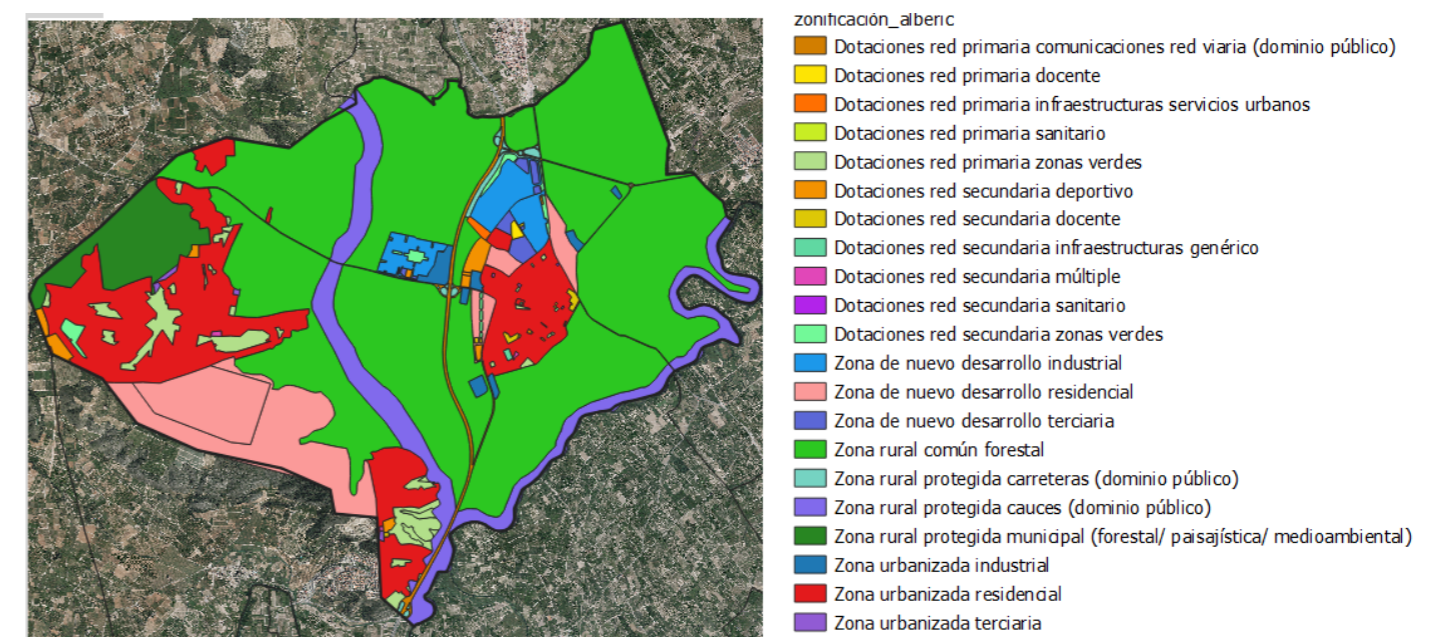 zonificación_alberic
Dotaciones red primaria comunicaciones red viaria (dominio público)
Dotaciones red primaria docente
Dotaciones red primaria infraestructuras servicios urbanos
Dotaciones red primaria sanitario
Dotaciones red primaria zonas verdes
Dotaciones red secundaria deportivo
Dotaciones red secundaria docente
Dotaciones red secundaria infraestructuras genérico
Dotaciones red secundaria múltiple
Dotaciones red secundaria sanitario
Dotaciones red secundaria zonas verdes
Zona de nuevo desarrollo industrial
Zona de nuevo desarrollo residencial
Zona de nuevo desarrollo terciaria
Zona rural común forestal
Zona rural protegida carreteras (dominio público)
Zona rural protegida cauces (dominio público)
Zona rural protegida municipal (forestal/ paisajística/ medioambiental)
Zona urbanizada industrial
Zona urbanizada residencial
Zona urbanizada terciaria